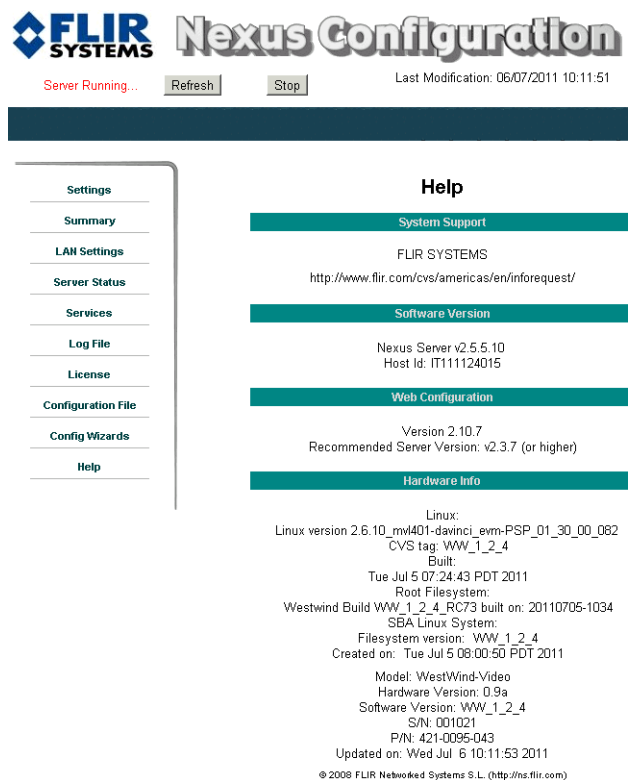 FLIR
SYSTEMS
Nexus Configuration
Server Running...
Refresh
Stop
Last Modification: 06/07/2011 10:11:51
Settings
Summary
LAN Settings
Server Status
Services
Log File
License
Configuration File
Config Wizards
Help
Help
System Support
FLIR SYSTEMS
http://www.flir.com/cvs/americas/en/inforequest/
Software Version
Nexus Server v2.5.5.10
Host Id: IT111124015
Web Configuration
Version 2.10.7
Recommended Server Version: v2.3.7 (or higher)
Hardware Info
Linux:
Linux version 2.6.10_mvl401-davinci_evm-PSP_01_30_00_082
CVS tag: WW_1_2_4
Built:
Tue Jul 5 07:24:43 PDT 2011
Root Filesystem:
Westwind Build WW_1_2_4_RC73 built on: 20110705-1034
SBA Linux System:
Filesystem version: WW_1_2_4
Created on: Tue Jul 5 08:00:50 PDT 2011
Model: WestWind-Video
Hardware Version: 0.9a
Software Version: WW_1_2_4
S/N: 001021
P/N: 421-0095-043
Updated on: Wed Jul 6 10:11:53 2011
© 2008 FLIR Networked Systems S.L. (http://ns.flir.com)